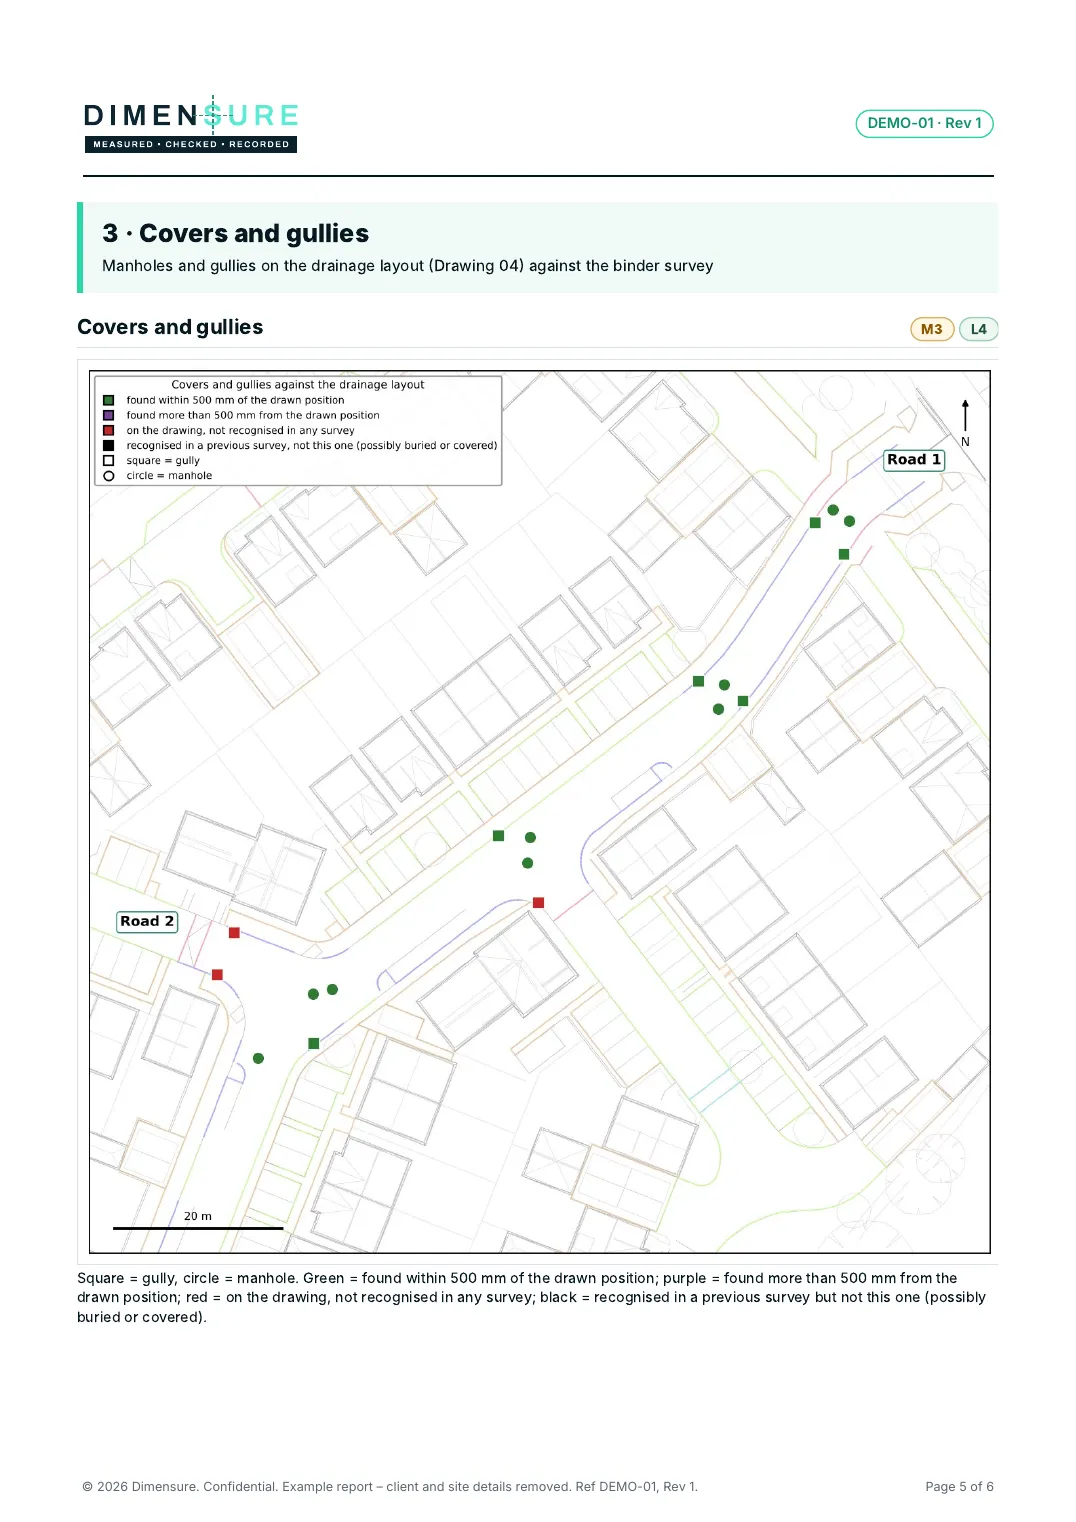 DIMENSURE
MEASURED • CHECKED • RECORDED
DEMO-01 · Rev 1
3 · Covers and gullies
Manholes and gullies on the drainage layout (Drawing 04) against the binder survey
Covers and gullies
M3
L4
Covers and gullies against the drainage layout
found within 500 mm of the drawn position
found more than 500 mm from the drawn position
on the drawing, not recognised in any survey
recognised in a previous survey, not this one (possibly buried or covered)
square = gully
circle = manhole
N
Road 1
Road 2
20 m
Square = gully, circle = manhole. Green = found within 500 mm of the drawn position; purple = found more than 500 mm from the
drawn position; red = on the drawing, not recognised in any survey; black = recognised in a previous survey but not this one (possibly
buried or covered).
© 2026 Dimensure. Confidential. Example report – client and site details removed. Ref DEMO-01, Rev 1.
Page 5 of 6